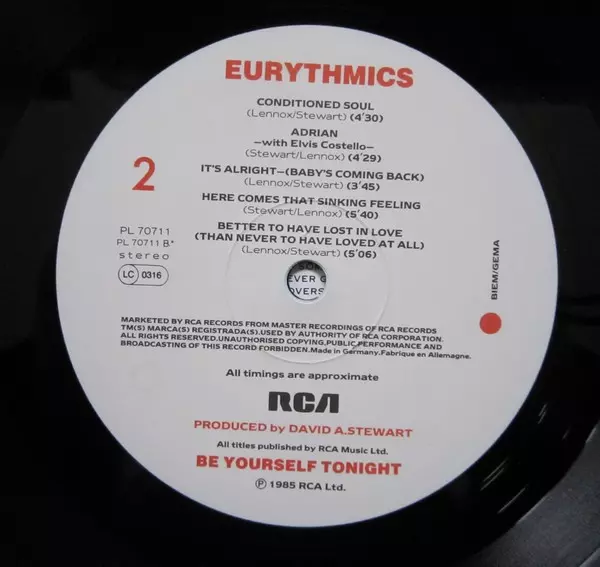 EURYTHMICS
CONDITIONED SOUL
(Lennox/Stewart) (4'30)
ADRIAN
—with Elvis Costello—
(Stewart/Lennox) (4'29)
IT'S ALRIGHT—(BABY'S COMING BACK)
(Lennox/Stewart) (3'45)
HERE COMES THAT SINKING FEELING
(Stewart/Lennox) (5'40)
BETTER TO HAVE LOST IN LOVE
(THAN NEVER TO HAVE LOVED AT ALL)
(Lennox/Stewart) (5'06)
2
PL 70711
PL 70711 B*
stereo
LC 0316
EVER
OVERS
BIEM/GEMA
MARKETED BY RCA RECORDS FROM MASTER RECORDINGS OF RCA RECORDS
TM(S) MARCA(S) REGISTRADA(S).USED BY AUTHORITY OF RCA CORPORATION.
ALL RIGHTS RESERVED.UNAUTHORISED COPYING,PUBLIC PERFORMANCE AND
BROADCASTING OF THIS RECORD FORBIDDEN.Made in Germany.Fabrique en Allemagne.
All timings are approximate
RCA
PRODUCED by DAVID A.STEWART
All titles published by RCA Music Ltd.
BE YOURSELF TONIGHT
℗ 1985 RCA Ltd.